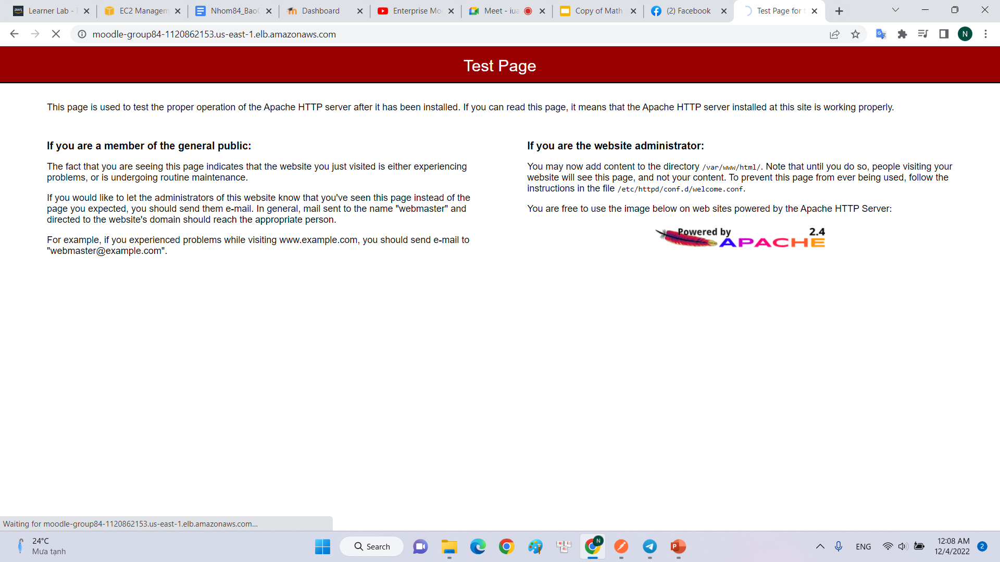 aws Learner Lab - EC2 Managem Nhom84_Bao Dashboard Enterprise Mo Meet - iua Copy of Math (2) Facebook Test Page for
moodle-group84-1120862153.us-east-1.elb.amazonaws.com N
Test Page
This page is used to test the proper operation of the Apache HTTP server after it has been installed. If you can read this page, it means that the Apache HTTP server installed at this site is working properly.
If you are a member of the general public:
The fact that you are seeing this page indicates that the website you just visited is either experiencing
problems, or is undergoing routine maintenance.
If you would like to let the administrators of this website know that you've seen this page instead of the
page you expected, you should send them e-mail. In general, mail sent to the name "webmaster" and
directed to the website's domain should reach the appropriate person.
For example, if you experienced problems while visiting www.example.com, you should send e-mail to
"webmaster@example.com".
If you are the website administrator:
You may now add content to the directory /var/www/html/. Note that until you do so, people visiting your
website will see this page, and not your content. To prevent this page from ever being used, follow the
instructions in the file /etc/httpd/conf.d/welcome.conf.
You are free to use the image below on web sites powered by the Apache HTTP Server:
Powered by 2.4
APACHE
Waiting for moodle-group84-1120862153.us-east-1.elb.amazonaws.com...
24°C
Mưa tạnh
Search
N
P
ENG
12:08 AM
12/4/2022
2